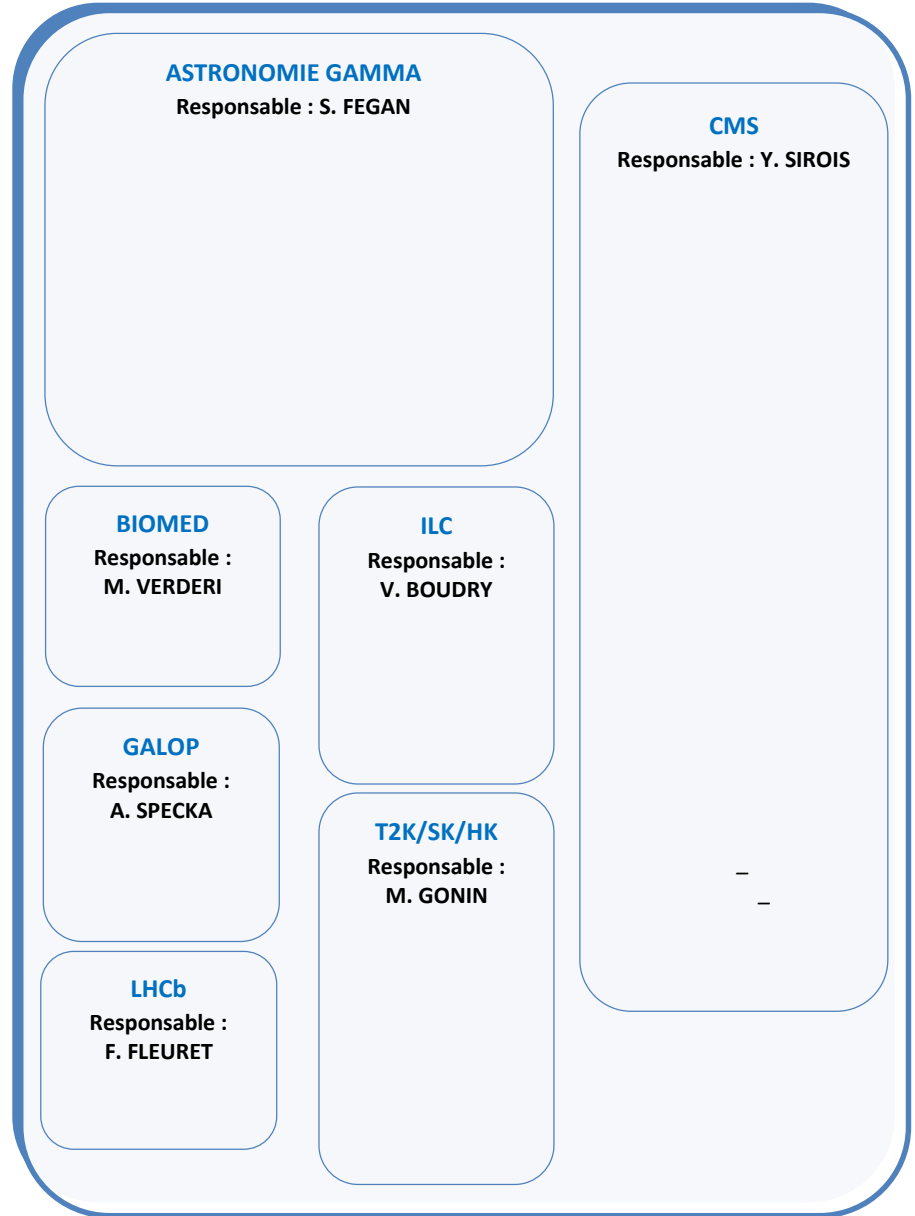 ASTRONOMIE GAMMA
Responsable : S. FEGAN
CMS
Responsable : Y. SIROIS
BIOMED
Responsable :
M. VERDERI
ILC
Responsable :
V. BOUDRY
GALOP
Responsable :
A. SPECKA
T2K/SK/HK
Responsable :
M. GONIN
LHCb
Responsable :
F. FLEURET
_
_